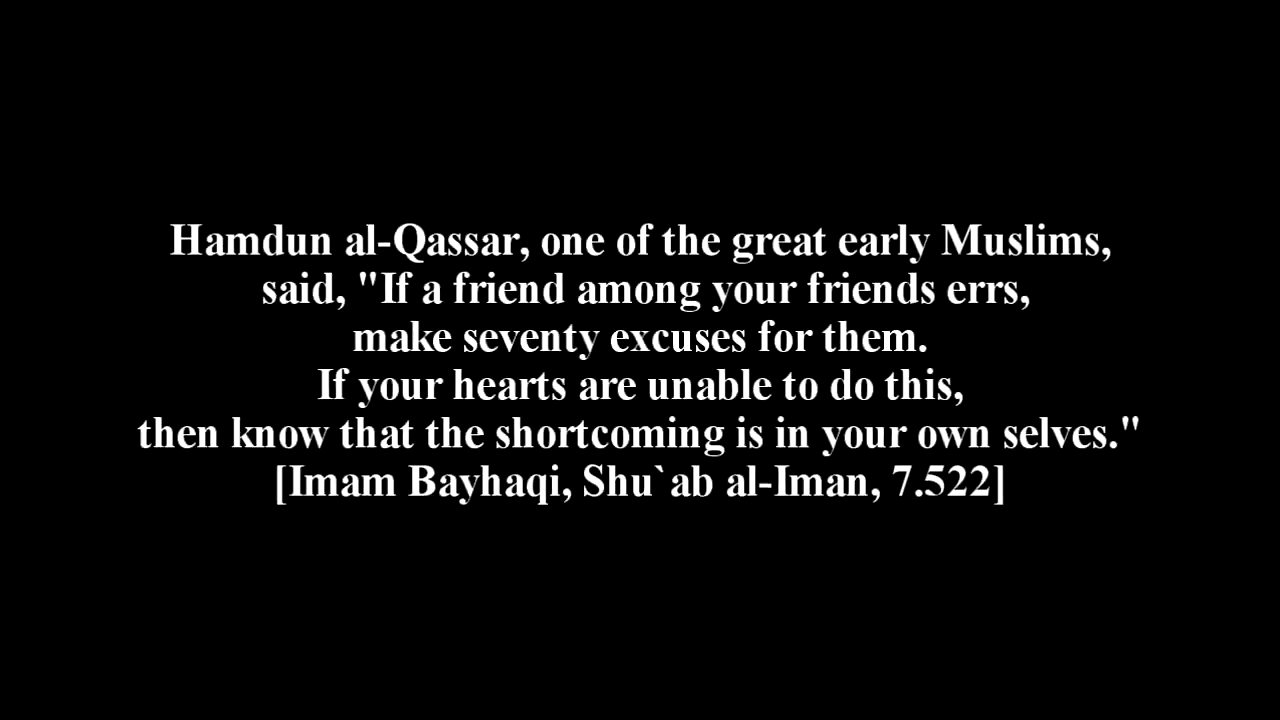 Hamdun al-Qassar, one of the great early Muslims,
said, "If a friend among your friends errs,
make seventy excuses for them.
If your hearts are unable to do this,
then know that the shortcoming is in your own selves."
[Imam Bayhaqi, Shu`ab al-Iman, 7.522]